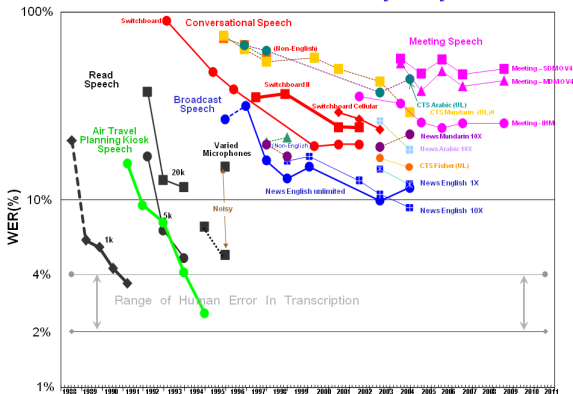 100%
Switchboard
Conversational Speech
(Non-English)
Meeting Speech
Meeting - SDM OV4
Meeting - MDM OV4
Read
Speech
Broadcast
Speech
Switchboard II
CTS Arabic (UL)
Switchboard Cellular
CTS Mandarin (UL)
Meeting - IHM
Air Travel
Planning Kiosk
Speech
Varied
Microphones
(Non-English
News Mandarin 10X
News Arabic 10X
20k
CTS Fisher (UL)
News English unlimited
News English 1X
News English 10X
10%
Noisy
5k
1k
WER(%)
4%
Range of Human Error In Transcription
2%
1%
1988 1989 1990 1991 1992 1993 1994 1995 1996 1997 1998 1999 2000 2001 2002 2003 2004 2005 2006 2007 2008 2009 2010 2011